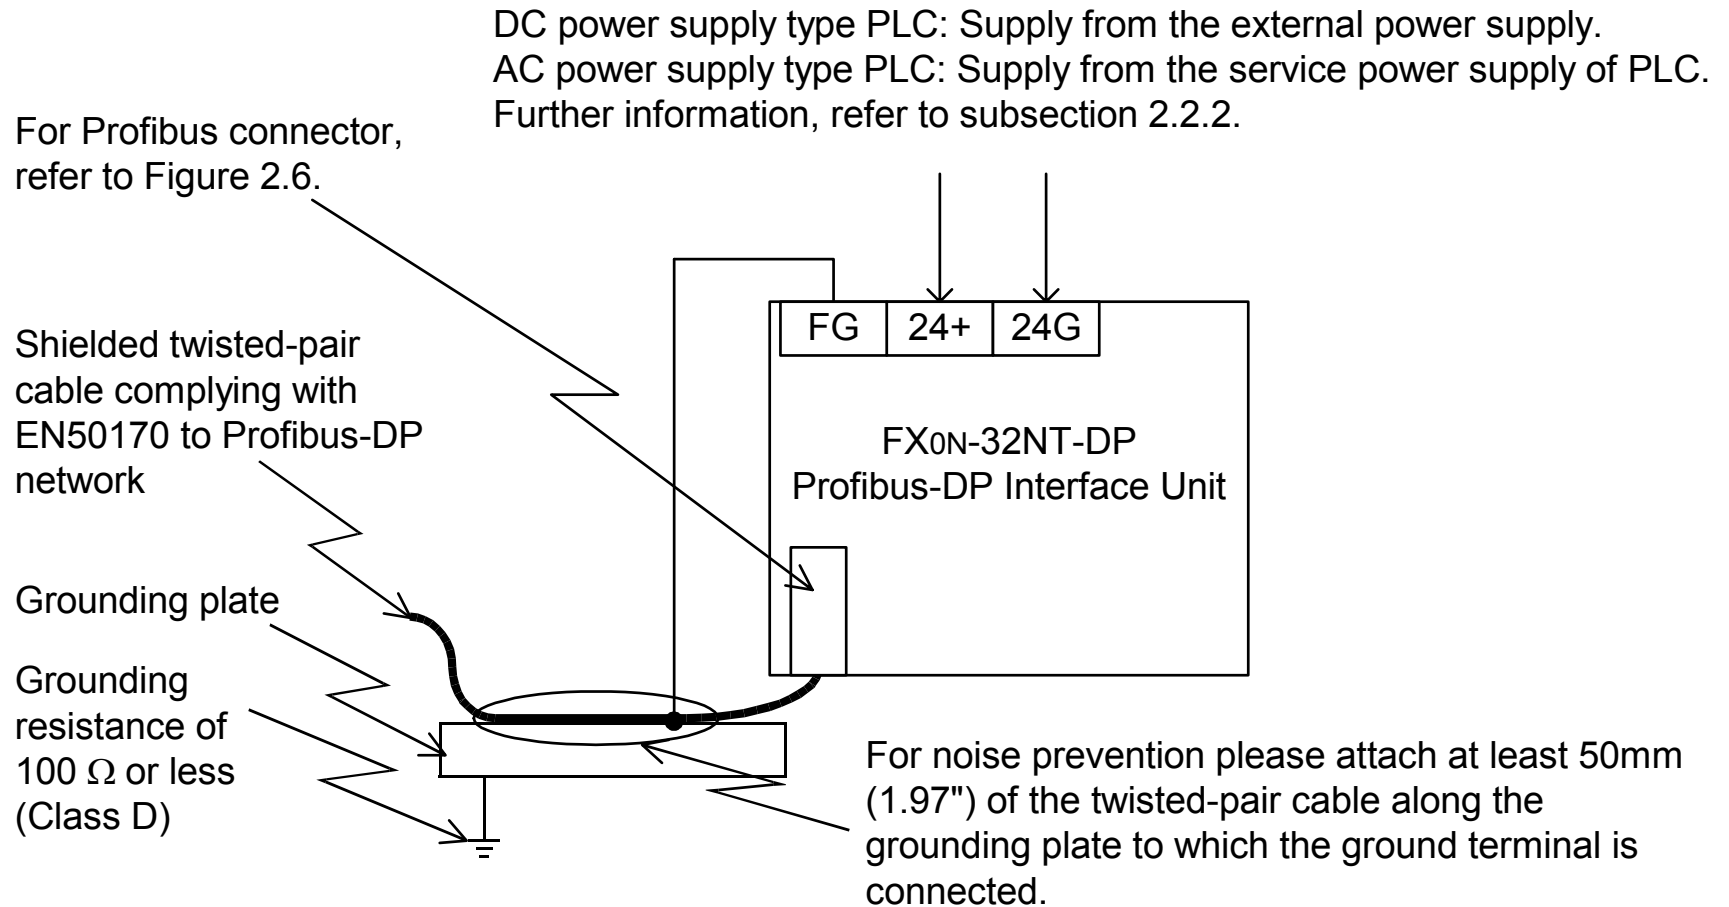 DC power supply type PLC: Supply from the external power supply.
AC power supply type PLC: Supply from the service power supply of PLC.
Further information, refer to subsection 2.2.2.
For Profibus connector,
refer to Figure 2.6.
FG 24+ 24G
Shielded twisted-pair
cable complying with
EN50170 to Profibus-DP
network
FX0N-32NT-DP
Profibus-DP Interface Unit
Grounding plate
Grounding
resistance of
100 Ω or less
(Class D)
For noise prevention please attach at least 50mm
(1.97") of the twisted-pair cable along the
grounding plate to which the ground terminal is
connected.